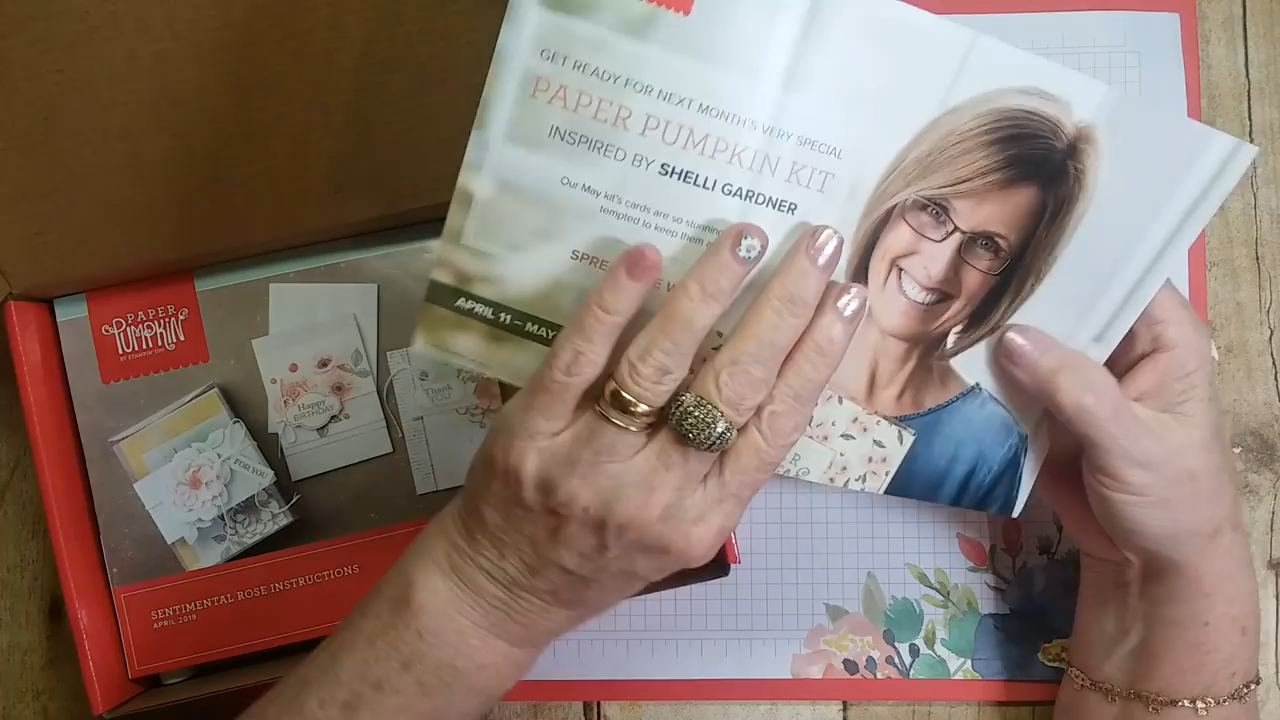 GET READY FOR NEXT MONTH'S VERY SPECIAL
PAPER PUMPKIN KIT
INSPIRED BY SHELLI GARDNER
Our May kit's cards are so stunning
tempted to keep them
APRIL 11 – MAY
PAPER
PUMPKIN
BY STAMPIN' UP!
Happy
BIRTHDAY
Thank
YOU
FOR YOU
SENTIMENTAL ROSE INSTRUCTIONS
APRIL 2019